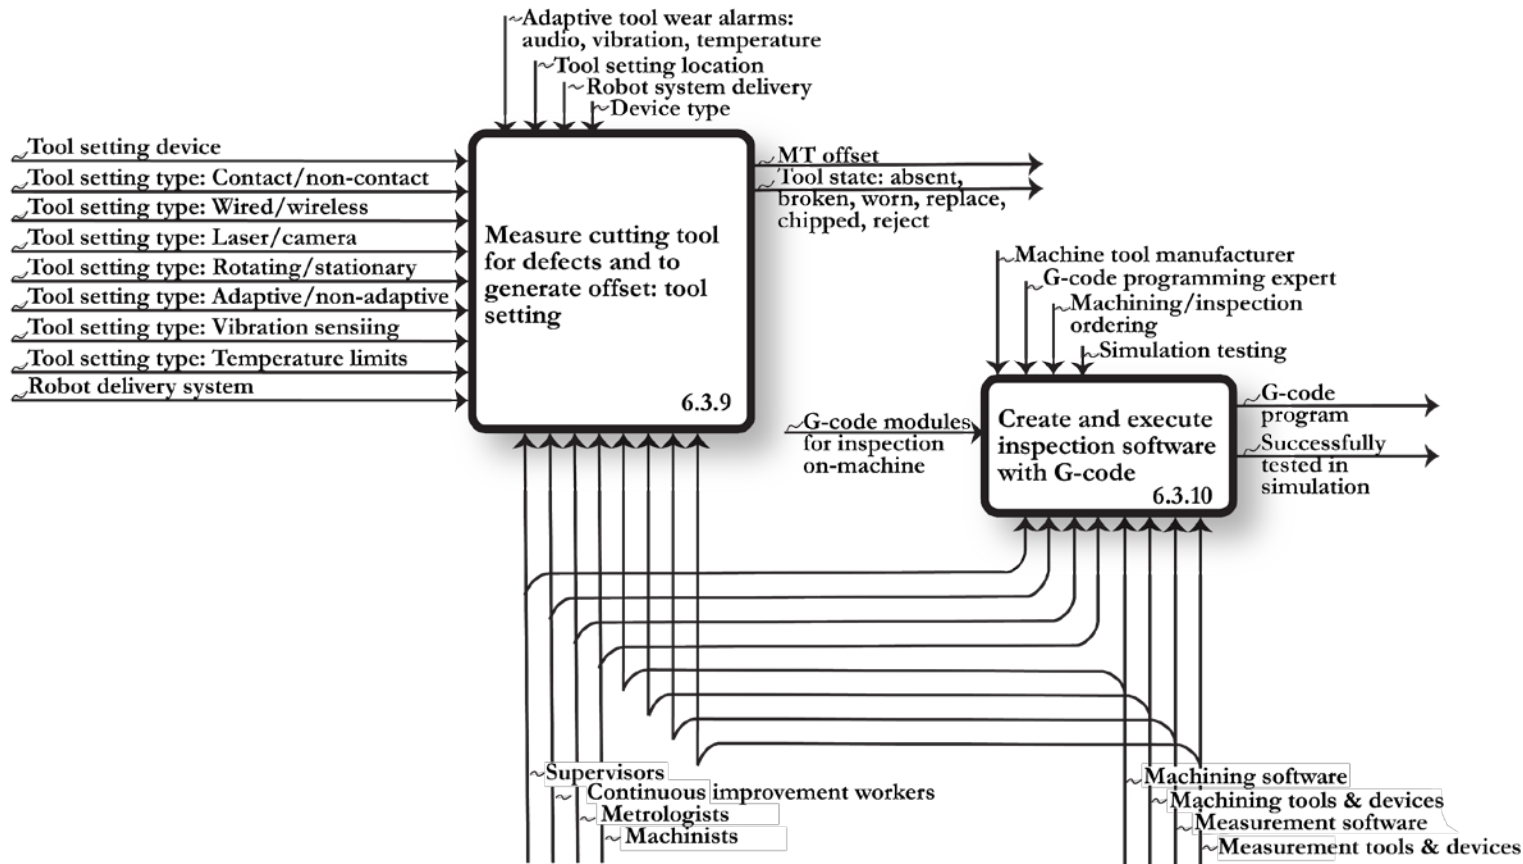 Adaptive tool wear alarms:
audio, vibration, temperature
Tool setting location
Robot system delivery
Device type
Tool setting device
Tool setting type: Contact/non-contact
Tool setting type: Wired/wireless
Tool setting type: Laser/camera
Tool setting type: Rotating/stationary
Tool setting type: Adaptive/non-adaptive
Tool setting type: Vibration sensiing
Tool setting type: Temperature limits
Robot delivery system
Measure cutting tool
for defects and to
generate offset: tool
setting
6.3.9
MT offset
Tool state: absent,
broken, worn, replace,
chipped, reject
Machine tool manufacturer
G-code programming expert
Machining/inspection
ordering
Simulation testing
G-code modules
for inspection
on-machine
Create and execute
inspection software
with G-code
6.3.10
G-code
program
Successfully
tested in
simulation
Supervisors
Continuous improvement workers
Metrologists
Machinists
Machining software
Machining tools & devices
Measurement software
Measurement tools & devices